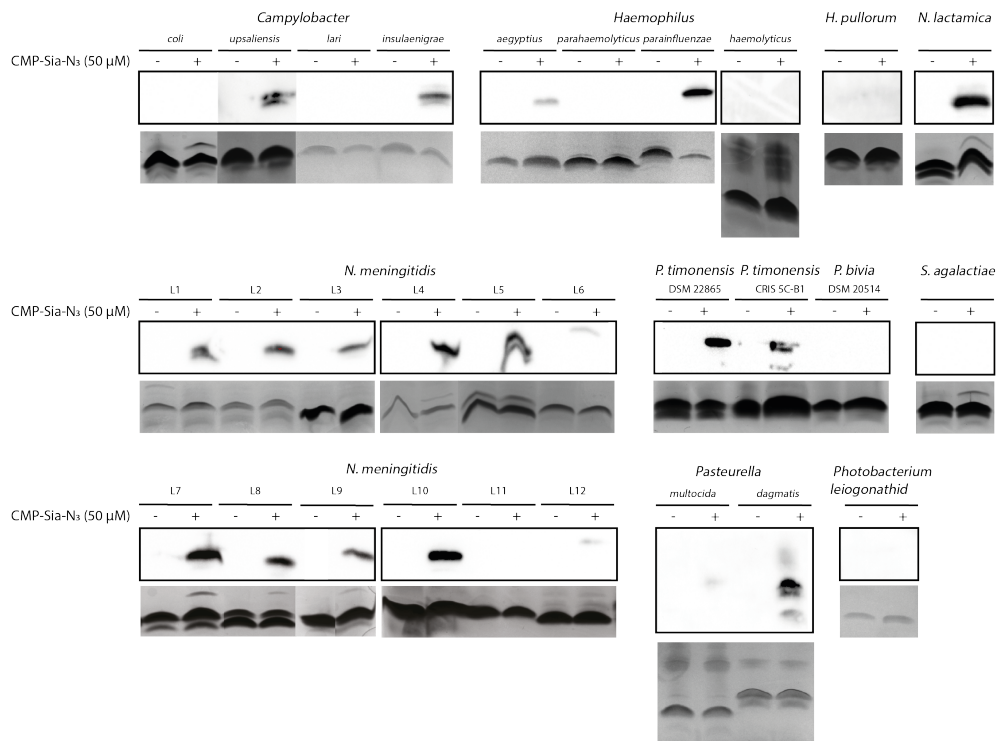 Campylobacter Haemophilus H. pullorum N. lactamica
coli upsaliensis lari insulaenigrae aegyptius parahaemolyticus parainfluenzae haemolyticus
CMP-Sia-N₃ (50 µM) - + - + - + - + - + - + - + - + - + - +
N. meningitidis P. timonensis P. timonensis P. bivia S. agalactiae
L1 L2 L3 L4 L5 L6 DSM 22865 CRIS 5C-B1 DSM 20514
CMP-Sia-N₃ (50 µM) - + - + - + - + - + - + - + - + - + - +
N. meningitidis Pasteurella Photobacterium
L7 L8 L9 L10 L11 L12 multocida dagmatis leiogonathid
CMP-Sia-N₃ (50 µM) - + - + - + - + - + - + - + - + - +